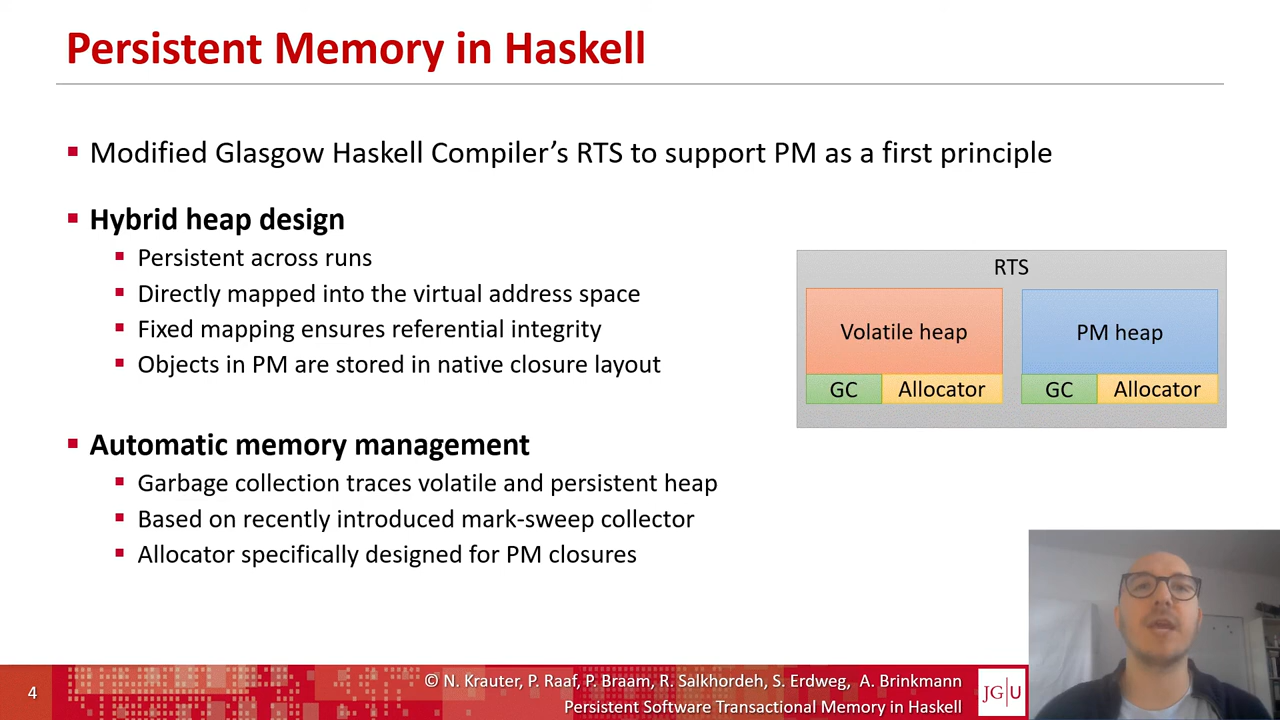 Persistent Memory in Haskell
Modified Glasgow Haskell Compiler’s RTS to support PM as a first principle
Hybrid heap design
Persistent across runs
Directly mapped into the virtual address space
Fixed mapping ensures referential integrity
Objects in PM are stored in native closure layout
RTS
Volatile heap
PM heap
GC
Allocator
GC
Allocator
Automatic memory management
Garbage collection traces volatile and persistent heap
Based on recently introduced mark-sweep collector
Allocator specifically designed for PM closures
4
© N. Krauter, P. Raaf, P. Braam, R. Salkhordeh, S. Erdweg, A. Brinkmann
Persistent Software Transactional Memory in Haskell
JG|U